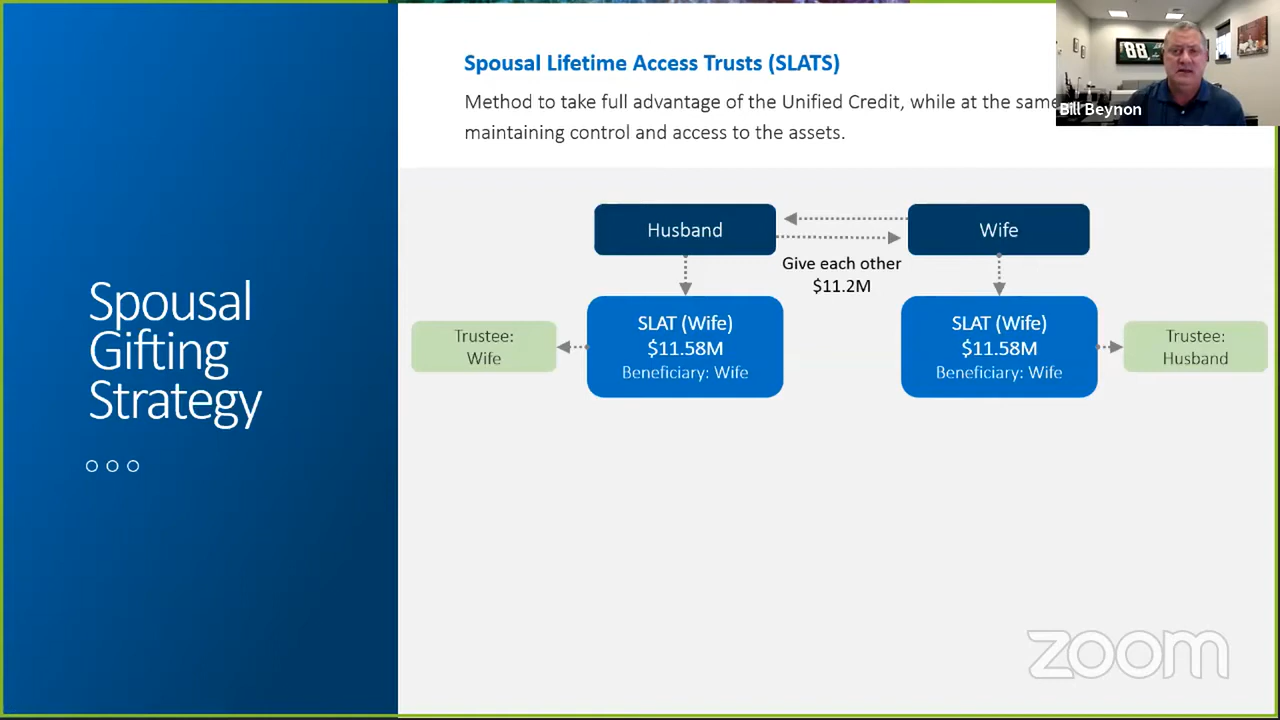 Spousal
Gifting
Strategy
Spousal Lifetime Access Trusts (SLATS)
Method to take full advantage of the Unified Credit, while at the same
maintaining control and access to the assets.
88
Bill Beynon
Husband
Wife
Give each other
$11.2M
Trustee:
Wife
SLAT (Wife)
$11.58M
Beneficiary: Wife
SLAT (Wife)
$11.58M
Beneficiary: Wife
Trustee:
Husband
zoom